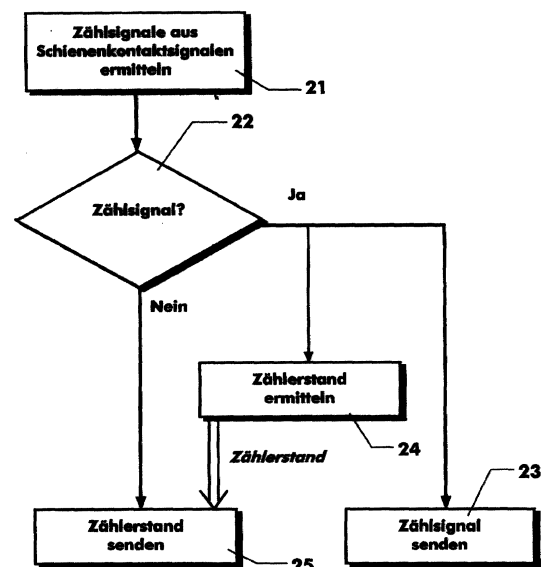 Zählsignale aus
Schienenkontaktsignalen
ermitteln
21
22
Zählsignal?
Ja
Nein
Zählerstand
ermitteln
24
Zählerstand
23
Zählerstand
senden
25
Zählsignal
senden